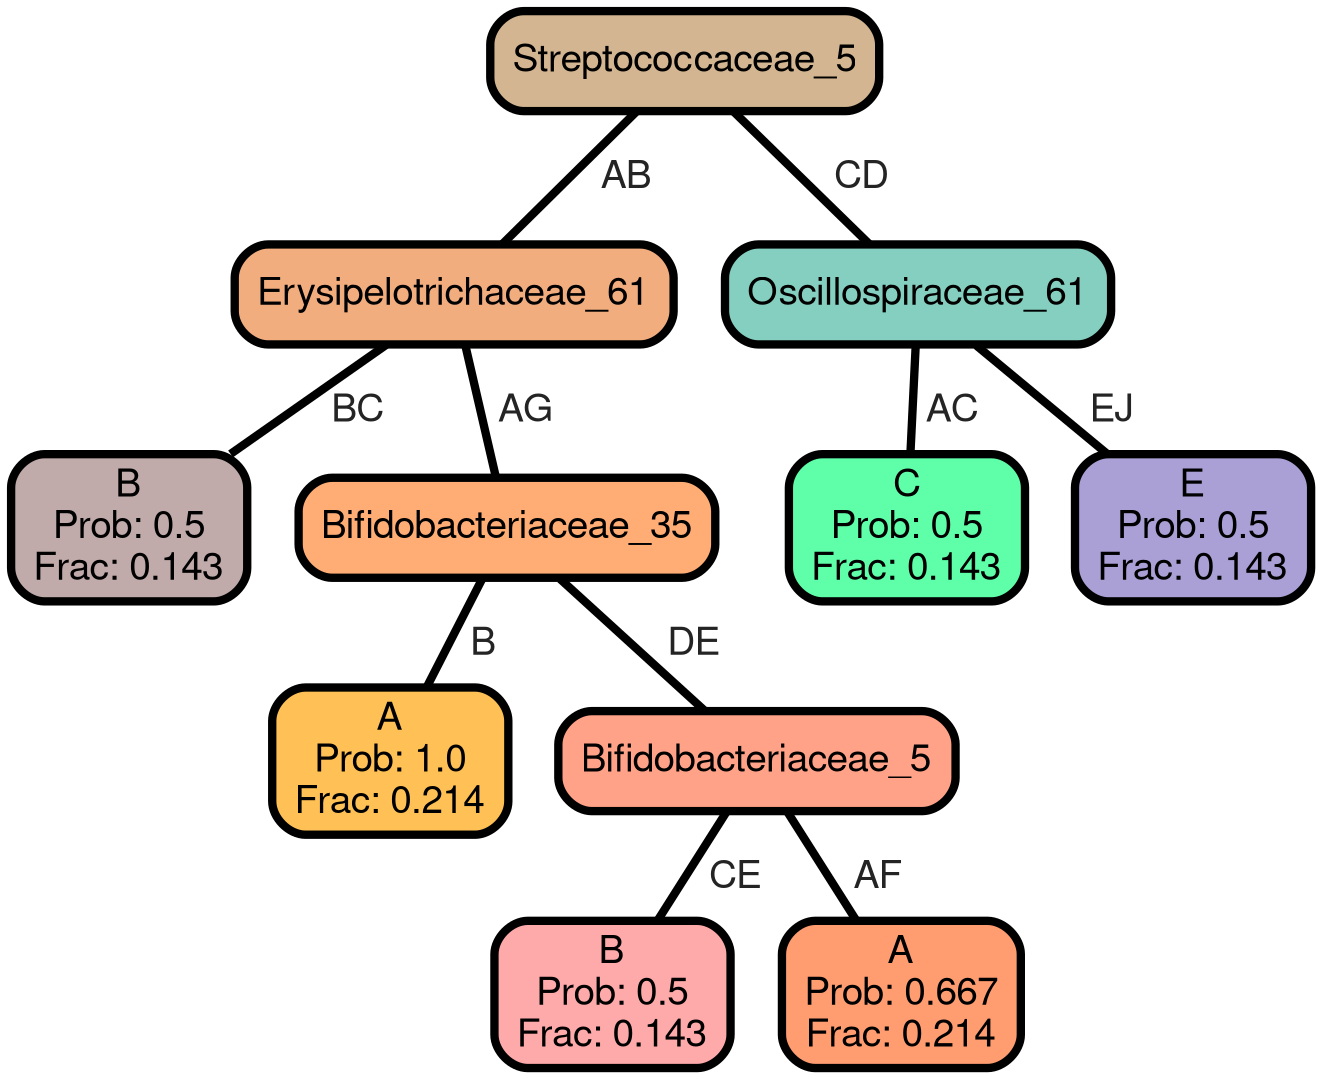 Streptococcaceae_5
AB
CD
Erysipelotrichaceae_61
Oscillospiraceae_61
BC
AG
AC
EJ
B
Prob: 0.5
Frac: 0.143
Bifidobacteriaceae_35
C
Prob: 0.5
Frac: 0.143
E
Prob: 0.5
Frac: 0.143
B
DE
A
Prob: 1.0
Frac: 0.214
Bifidobacteriaceae_5
CE
AF
B
Prob: 0.5
Frac: 0.143
A
Prob: 0.667
Frac: 0.214